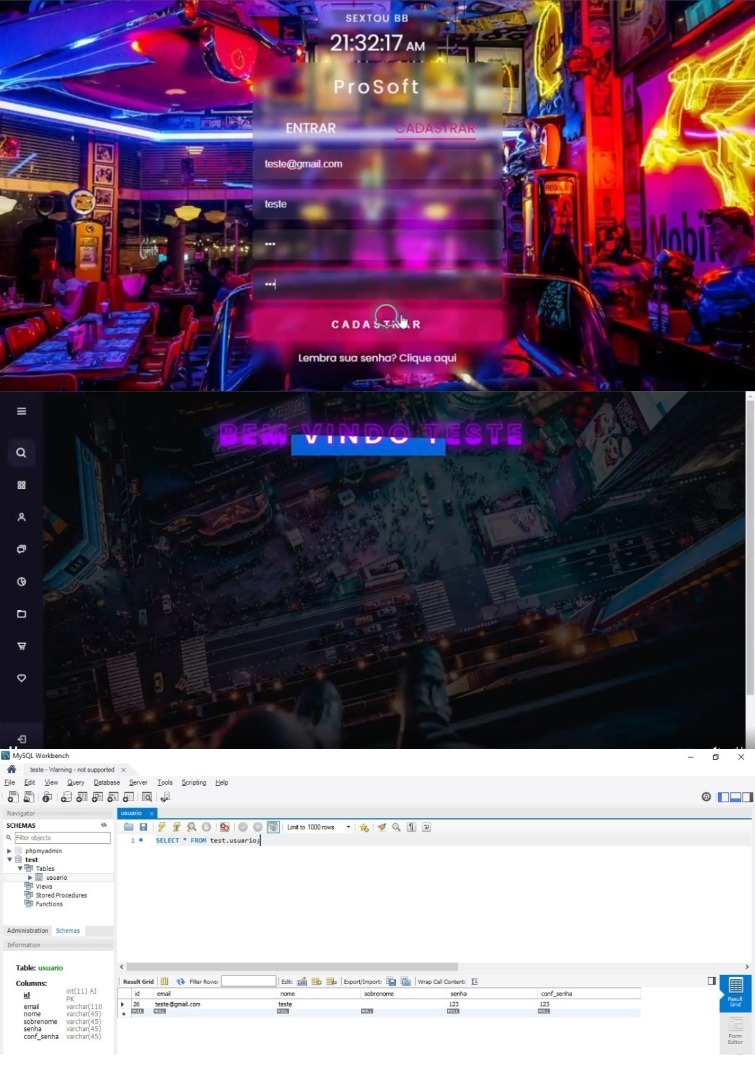 SEXTOU BB
21:32:17 AM
ProSoft
ENTRAR CADASTRAR
teste@gmail.com
teste
•••
•••
CADASTRAR
Lembra sua senha? Clique aqui
Mobil
BEM VINDO TESTE
MySQL Workbench
teste - Warning - not supported
File Edit View Query Database Server Tools Scripting Help
Navigator
usuario
SCHEMAS
Limit to 1000 rows
Filter objects
1 SELECT * FROM test.usuario;
phpmyadmin
test
Tables
usuario
Views
Stored Procedures
Functions
Administration Schemas
Information
Table: usuario
Columns:
id int(11) AI PK
email varchar(110
nome varchar(45)
sobrenome varchar(45)
senha varchar(45)
conf_senha varchar(45)
Result Grid Filter Rows: Edit: Export/Import: Wrap Cell Content:
id email nome sobrenome senha conf_senha
26 teste@gmail.com teste 123 123
NULL NULL NULL NULL NULL NULL
Result Grid
Form Editor